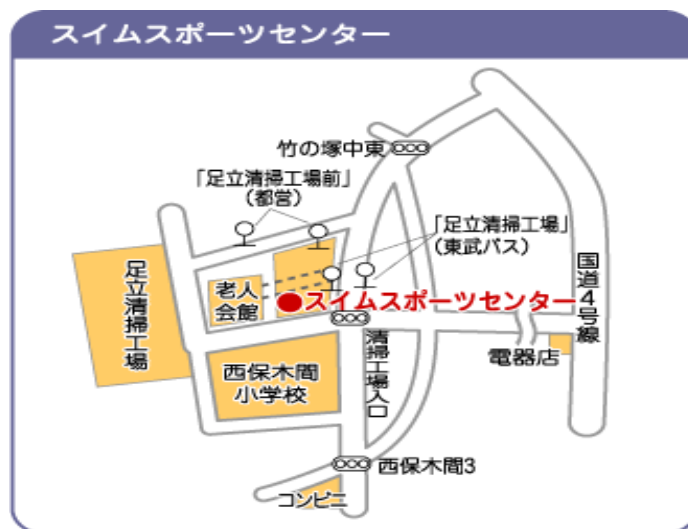 スイムスポーツセンター
竹の塚中東
「足立清掃工場前」
（都営）
「足立清掃工場」
（東武バス）
足立清掃工場
老人
会館
スイムスポーツセンター
国道4号線
清掃工場入口
電器店
西保木間
小学校
西保木間3
コンビニ